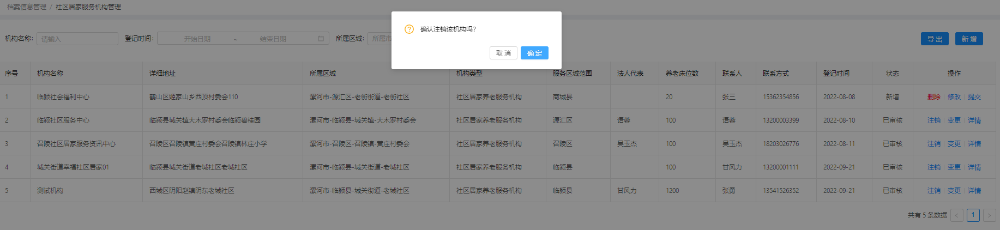 档案信息管理 / 社区居家服务机构管理
确认注销该机构吗?
取 消 确 定
机构名称: 请输入 登记时间: 开始日期 ~ 结束日期 所属区域: 所属市 导 出 新 增
序号 机构名称 详细地址 所属区域 机构类型 服务区域范围 法人代表 养老床位数 联系人 联系方式 登记时间 状态 操作
1 临颍社会福利中心 鹤山区姬家山乡西顶村委会110 漯河市-源汇区-老街街道-老街社区 社区居家养老服务机构 商城县 20 张三 15362354856 2022-08-08 新增 删除 修改 提交
2 临颍社区服务中心 临颍县城关镇大木罗村委会临颍碧桂园 漯河市-临颍县-城关镇-大木罗村委会 社区居家养老服务机构 源汇区 语蓉 100 语蓉 13200003399 2022-08-10 已审核 注销 变更 详情
3 召陵社区居家服务资讯中心 召陵区召陵镇黄庄村委会召陵镇林庄小学 漯河市-召陵区-召陵镇-黄庄村委会 社区居家养老服务机构 召陵区 吴玉杰 100 吴玉杰 18203026776 2022-08-11 已审核 注销 变更 详情
4 城关街道幸福社区居家01 临颍县城关街道老城社区老城社区 漯河市-临颍县-城关街道-老城社区 社区居家养老服务机构 临颍县 100 甘风力 13200001111 2022-09-21 已审核 注销 变更 详情
5 测试机构 西城区阴阳赵镇阴东老城社区 漯河市-临颍县-城关街道-老城社区 社区居家养老服务机构 临颍县 甘风力 1200 张勇 13541526352 2022-09-21 已审核 注销 变更 详情
共有 5 条数据 < 1 >